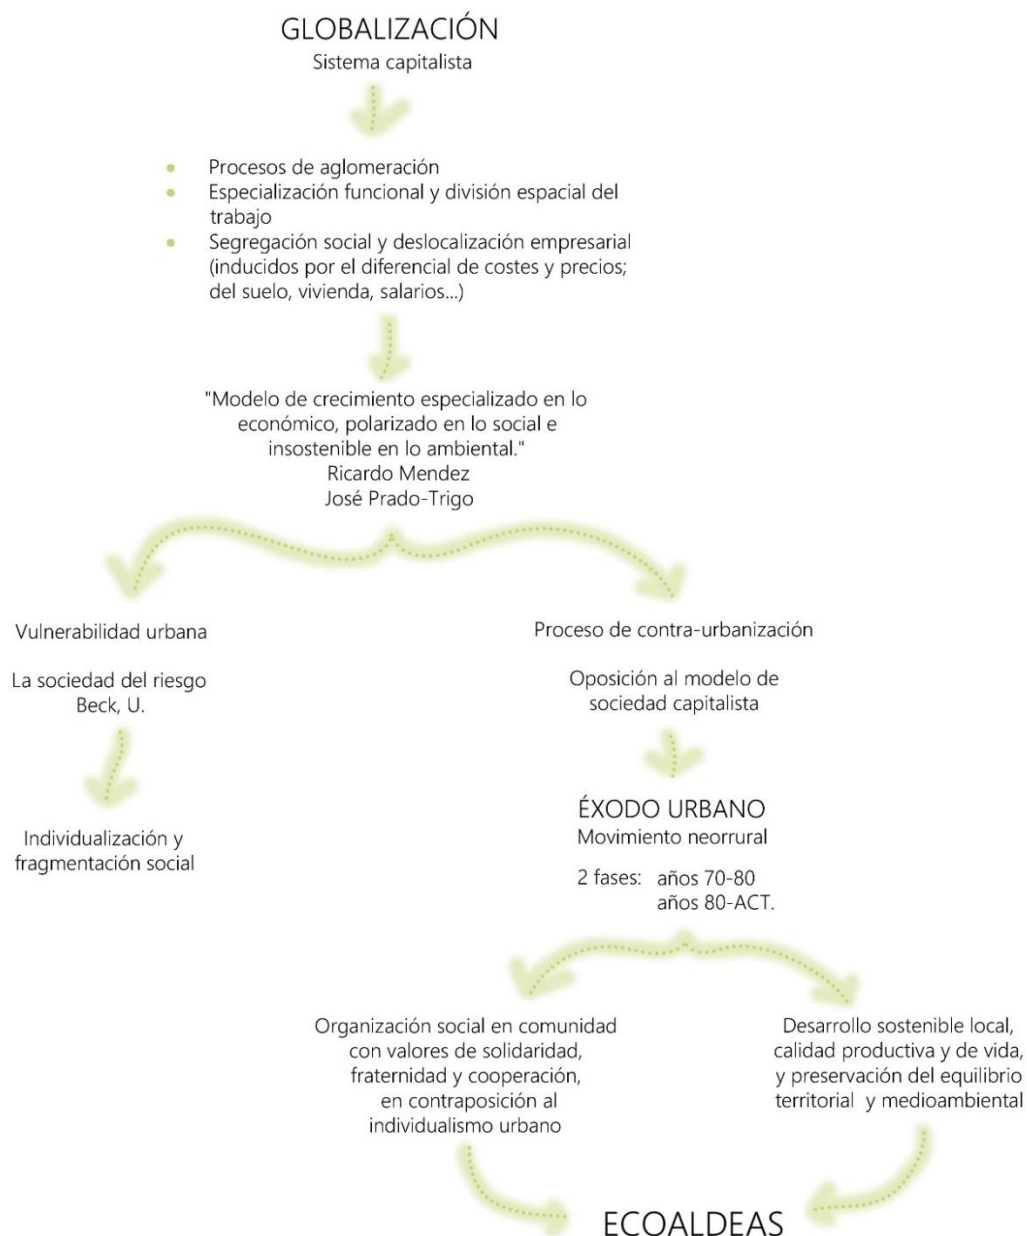 GLOBALIZACIÓN
Sistema capitalista
• Procesos de aglomeración
• Especialización funcional y división espacial del
trabajo
• Segregación social y deslocalización empresarial
(inducidos por el diferencial de costes y precios;
del suelo, vivienda, salarios...)
"Modelo de crecimiento especializado en lo
económico, polarizado en lo social e
insostenible en lo ambiental."
Ricardo Mendez
José Prado-Trigo
Vulnerabilidad urbana
La sociedad del riesgo
Beck, U.
Individualización y
fragmentación social
Proceso de contra-urbanización
Oposición al modelo de
sociedad capitalista
ÉXODO URBANO
Movimiento neorrural
2 fases: años 70-80
años 80-ACT.
Organización social en comunidad
con valores de solidaridad,
fraternidad y cooperación,
en contraposición al
individualismo urbano
Desarrollo sostenible local,
calidad productiva y de vida,
y preservación del equilibrio
territorial y medioambiental
ECOALDEAS